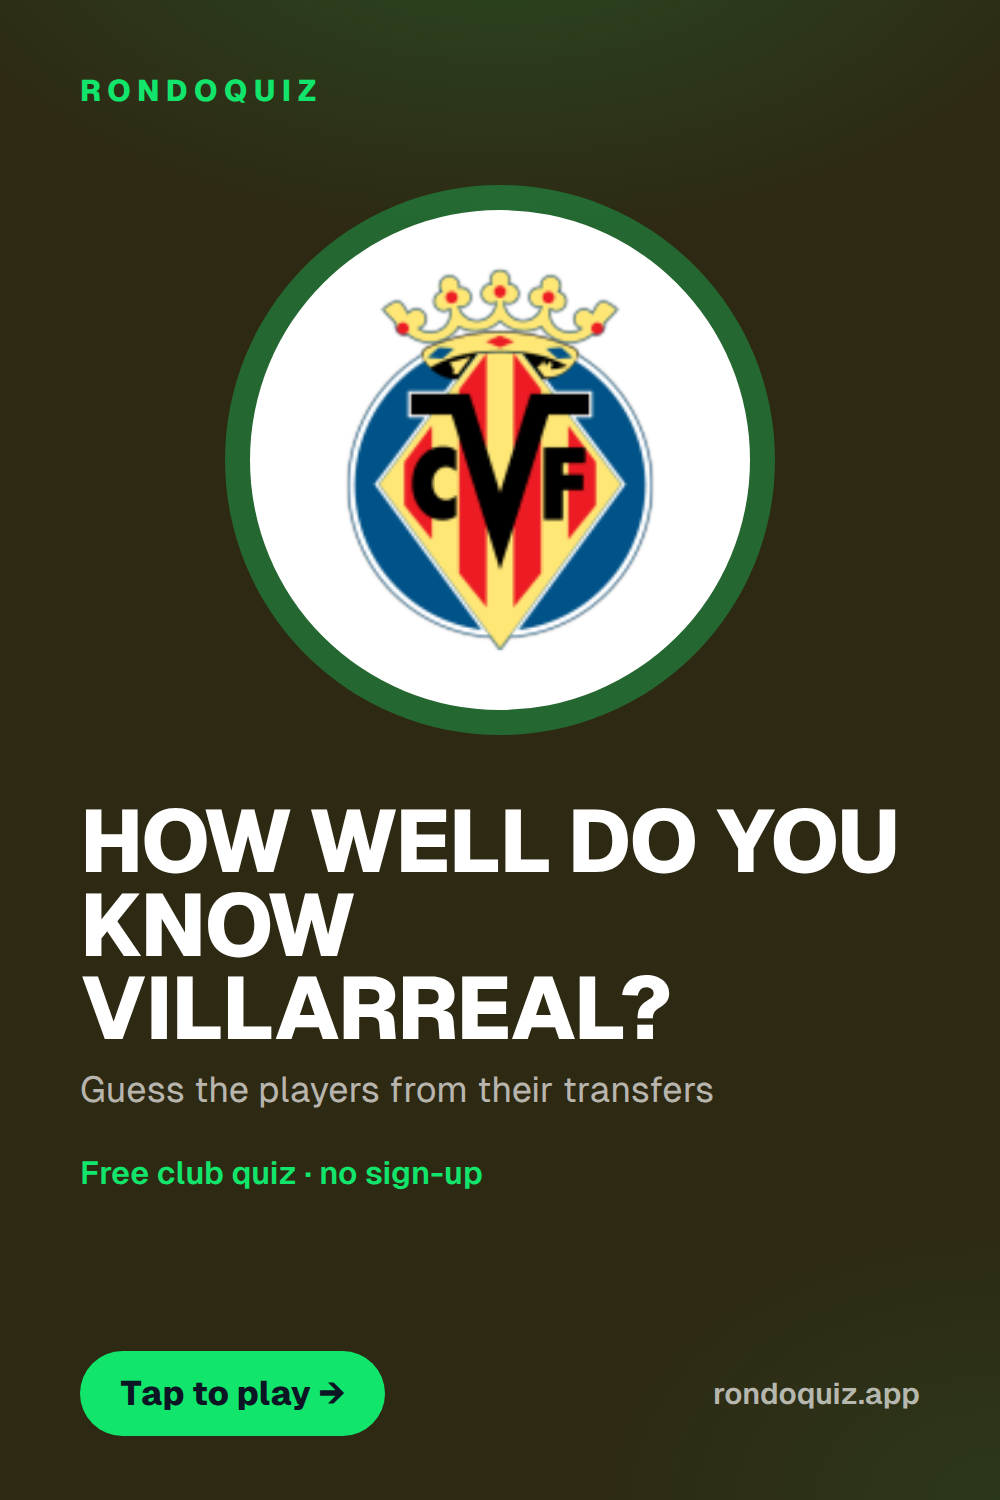 RONDOQUIZ
CVF
HOW WELL DO YOU
KNOW
VILLARREAL?
Guess the players from their transfers
Free club quiz · no sign-up
Tap to play →
rondoquiz.app